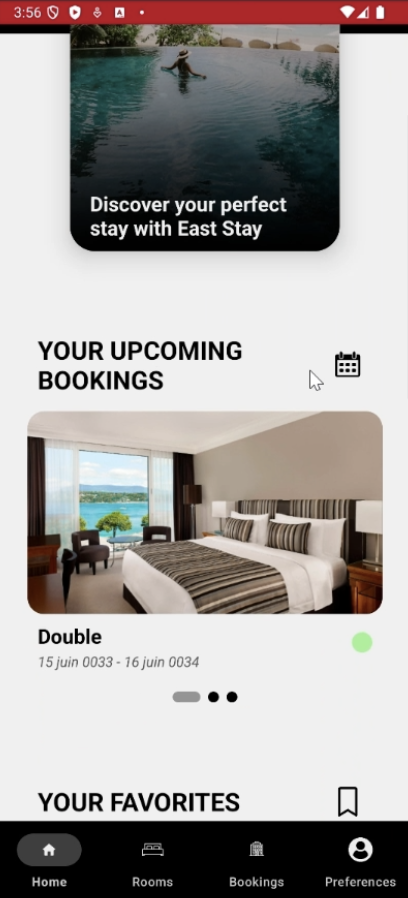 3:56
Discover your perfect
stay with East Stay
YOUR UPCOMING
BOOKINGS
Double
15 juin 0033 - 16 juin 0034
YOUR FAVORITES
Home Rooms Bookings Preferences